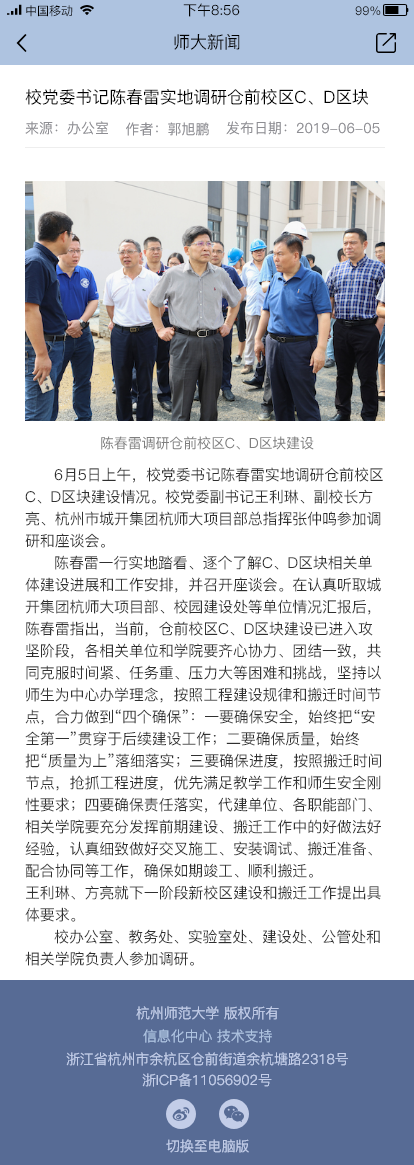 中国移动 下午8:56 99%
师大新闻
校党委书记陈春雷实地调研仓前校区C、D区块
来源：办公室 作者：郭旭鹏 发布日期：2019-06-05
陈春雷调研仓前校区C、D区块建设
6月5日上午，校党委书记陈春雷实地调研仓前校区
C、D区块建设情况。校党委副书记王利琳、副校长方
亮、杭州市城开集团杭师大项目部总指挥张仲鸣参加调
研和座谈会。
陈春雷一行实地踏看、逐个了解C、D区块相关单
体建设进展和工作安排，并召开座谈会。在认真听取城
开集团杭师大项目部、校园建设处等单位情况汇报后，
陈春雷指出，当前，仓前校区C、D区块建设已进入攻
坚阶段，各相关单位和学院要齐心协力、团结一致，共
同克服时间紧、任务重、压力大等困难和挑战，坚持以
师生为中心办学理念，按照工程建设规律和搬迁时间节
点，合力做到“四个确保”：一要确保安全，始终把“安
全第一”贯穿于后续建设工作；二要确保质量，始终
把“质量为上”落细落实；三要确保进度，按照搬迁时间
节点，抢抓工程进度，优先满足教学工作和师生安全刚
性要求；四要确保责任落实，代建单位、各职能部门、
相关学院要充分发挥前期建设、搬迁工作中的好做法好
经验，认真细致做好交叉施工、安装调试、搬迁准备、
配合协同等工作，确保如期竣工、顺利搬迁。
王利琳、方亮就下一阶段新校区建设和搬迁工作提出具
体要求。
校办公室、教务处、实验室处、建设处、公管处和
相关学院负责人参加调研。
杭州师范大学 版权所有
信息化中心 技术支持
浙江省杭州市余杭区仓前街道余杭塘路2318号
浙ICP备11056902号
切换至电脑版